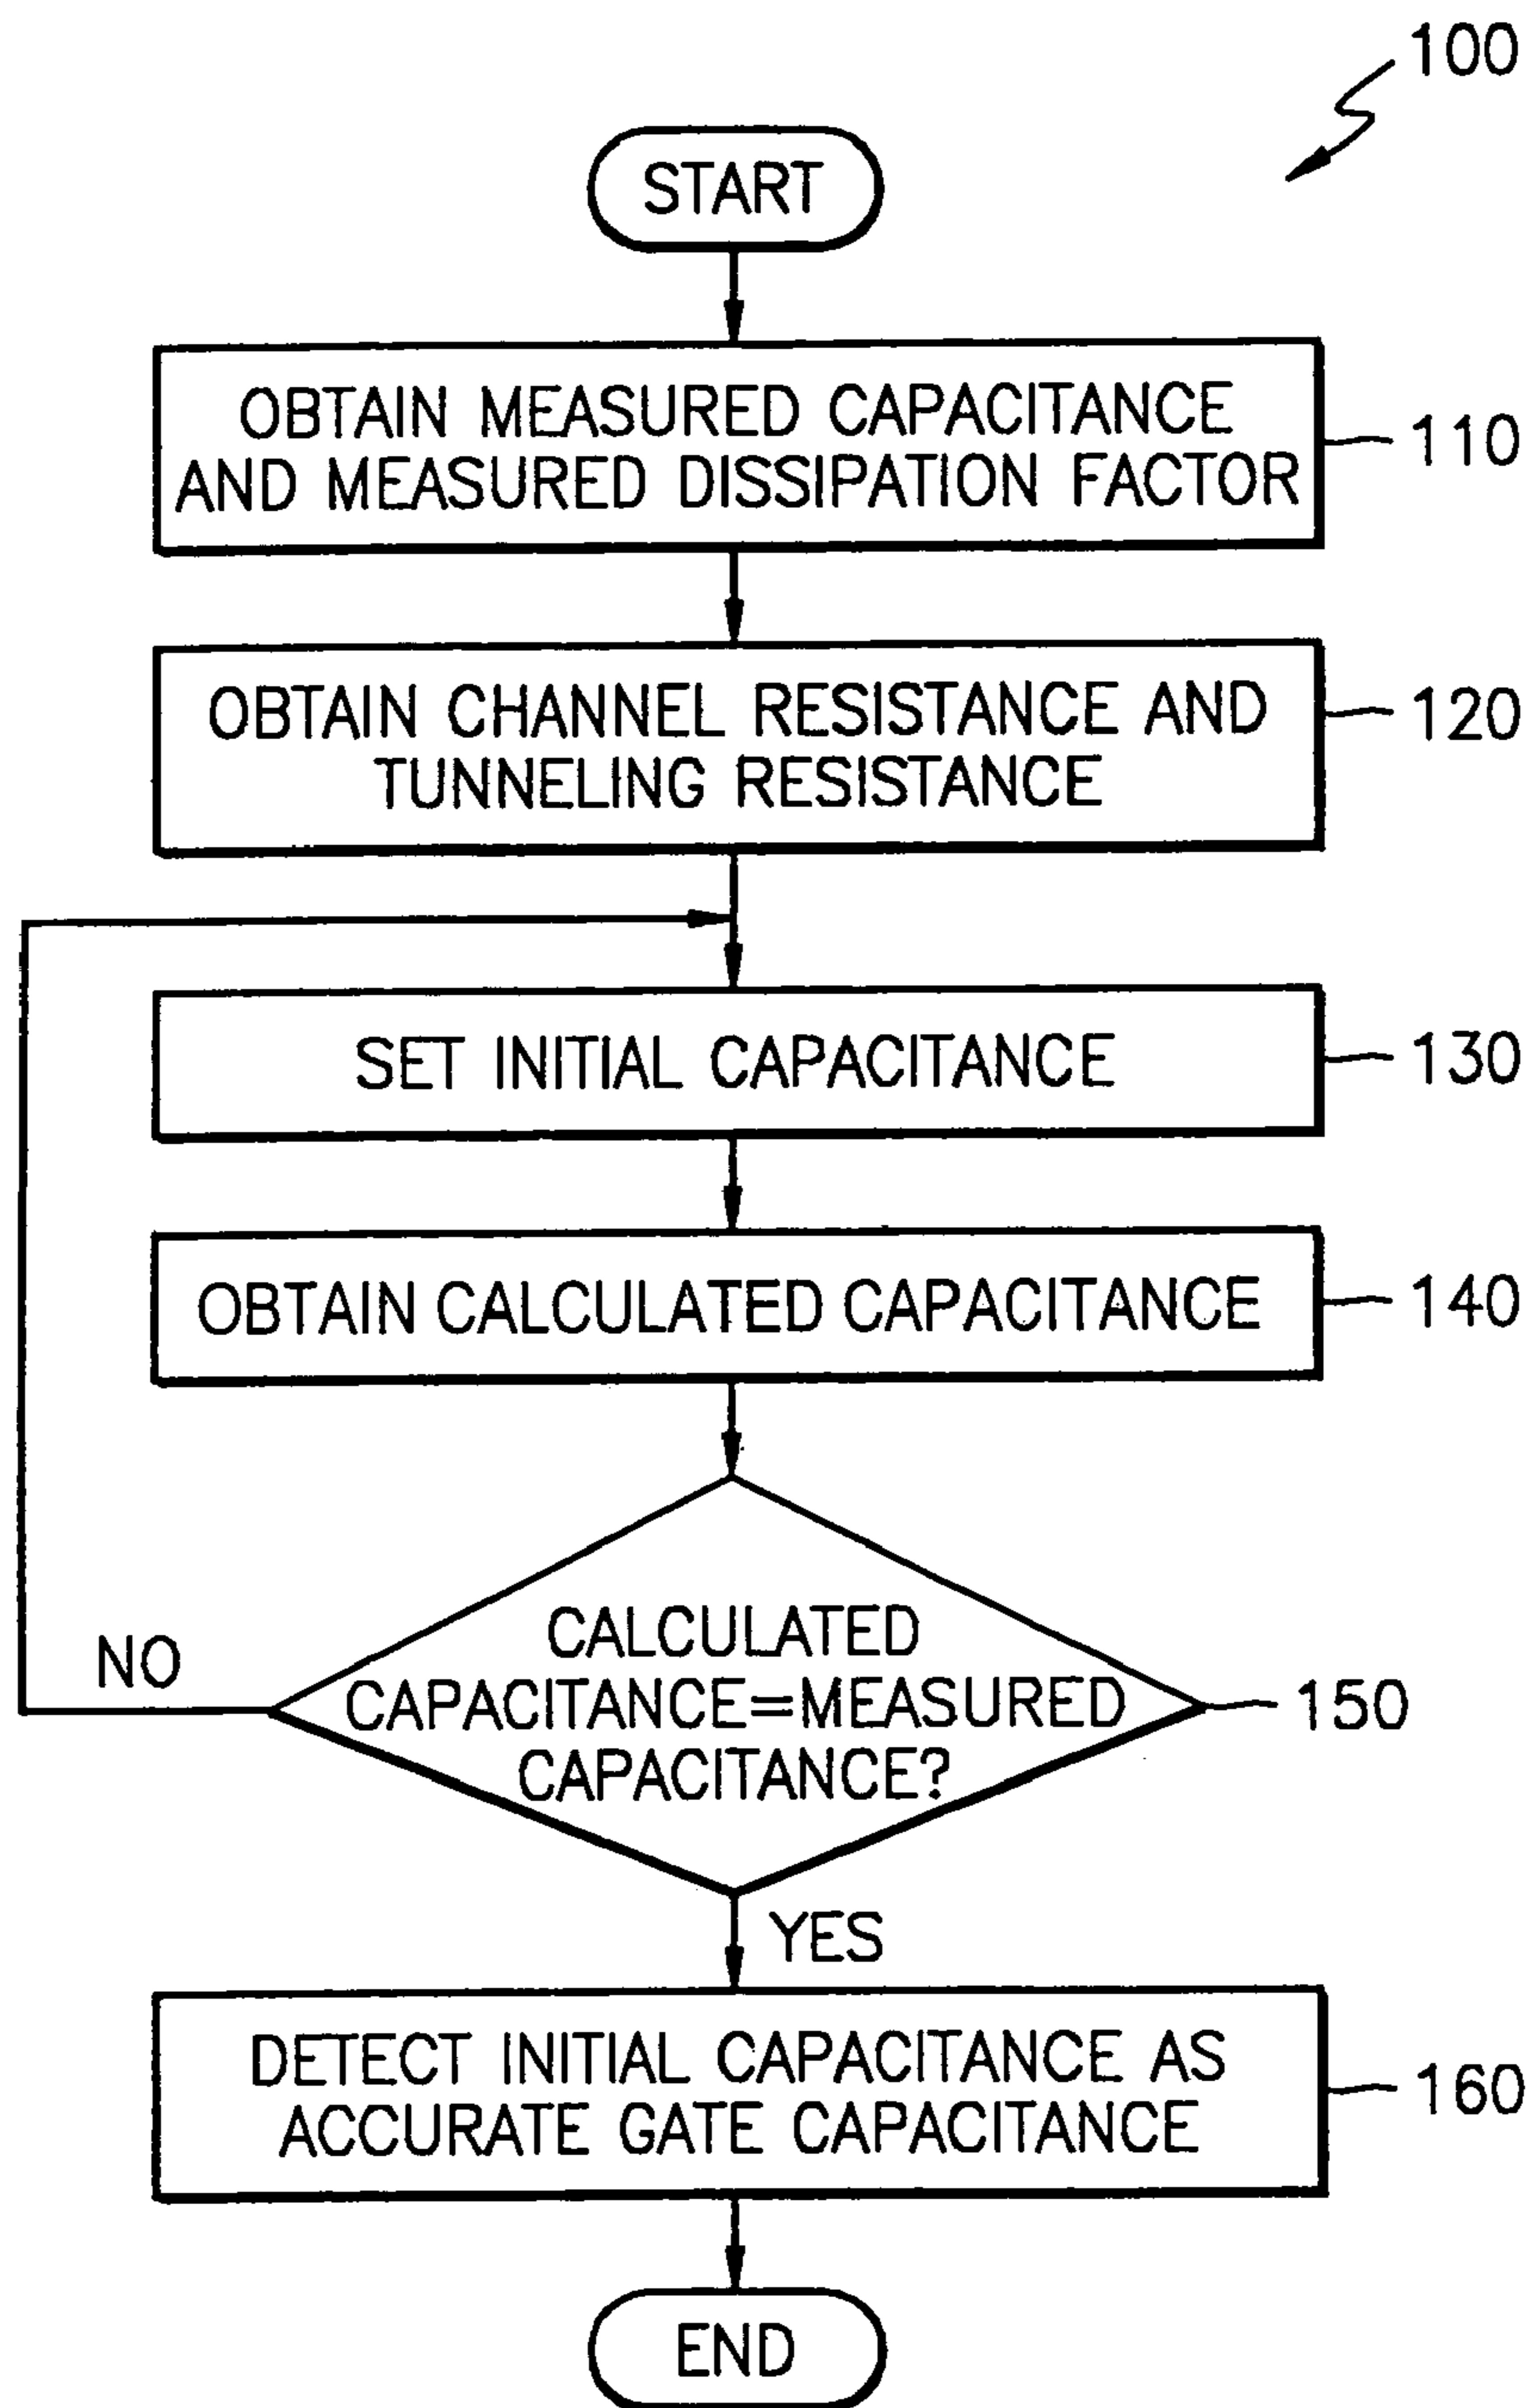 100
START
OBTAIN MEASURED CAPACITANCE
AND MEASURED DISSIPATION FACTOR
110
OBTAIN CHANNEL RESISTANCE AND
TUNNELING RESISTANCE
120
SET INITIAL CAPACITANCE
130
OBTAIN CALCULATED CAPACITANCE
140
CALCULATED
CAPACITANCE=MEASURED
CAPACITANCE?
150
NO
YES
DETECT INITIAL CAPACITANCE AS
ACCURATE GATE CAPACITANCE
160
END